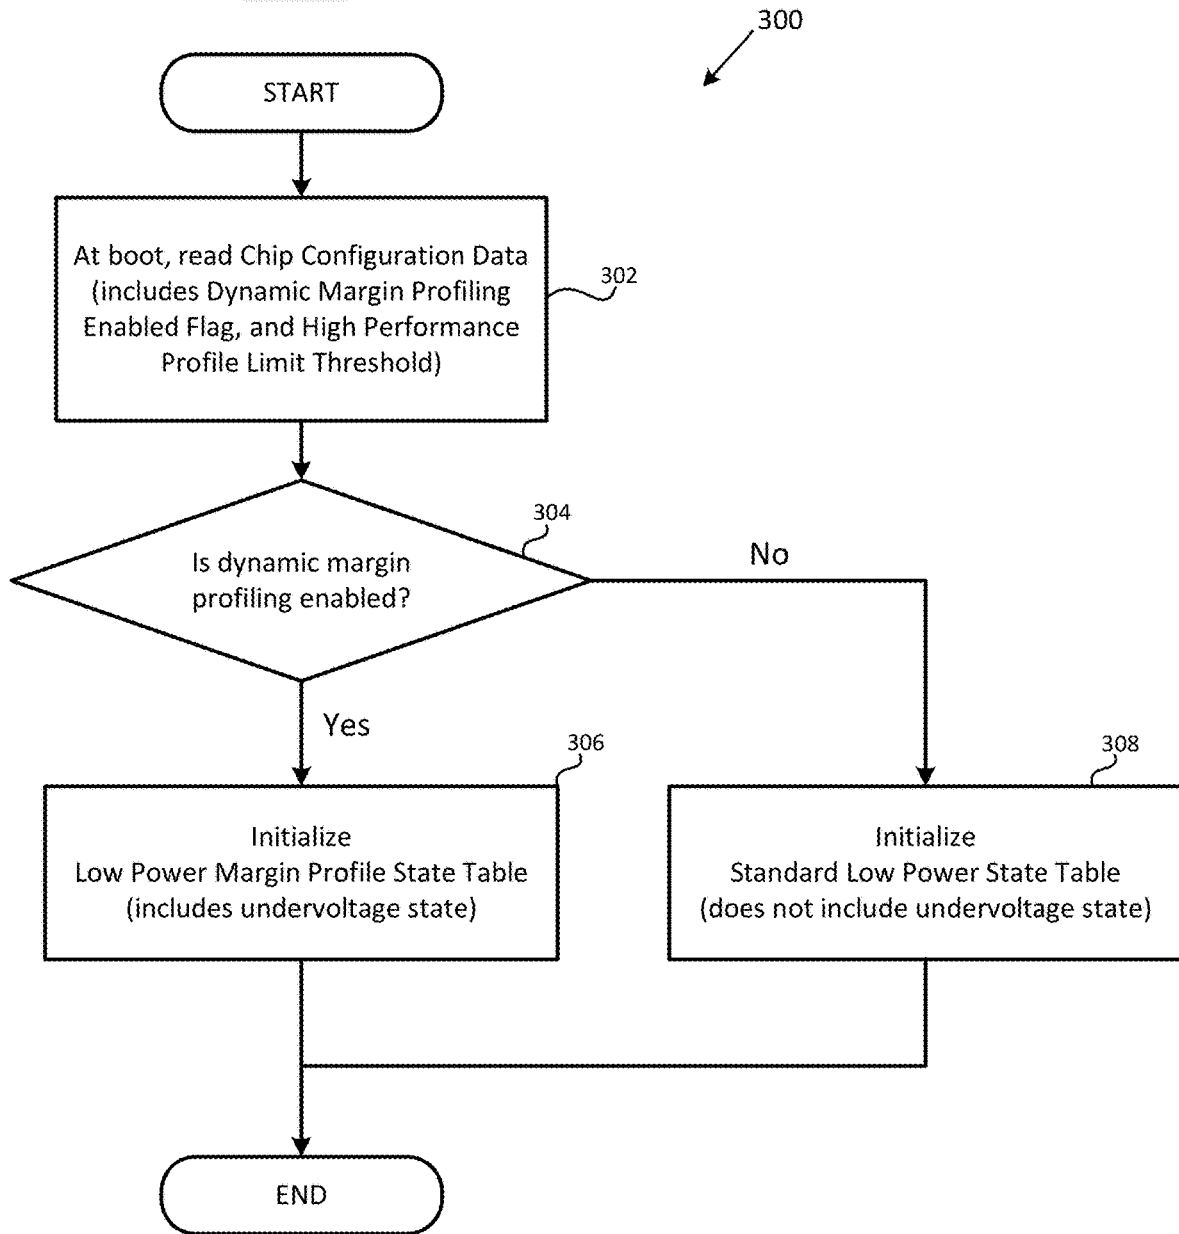 300
START
At boot, read Chip Configuration Data
(includes Dynamic Margin Profiling
Enabled Flag, and High Performance
Profile Limit Threshold)
302
304
Is dynamic margin
profiling enabled?
No
Yes
306
Initialize
Low Power Margin Profile State Table
(includes undervoltage state)
308
Initialize
Standard Low Power State Table
(does not include undervoltage state)
END